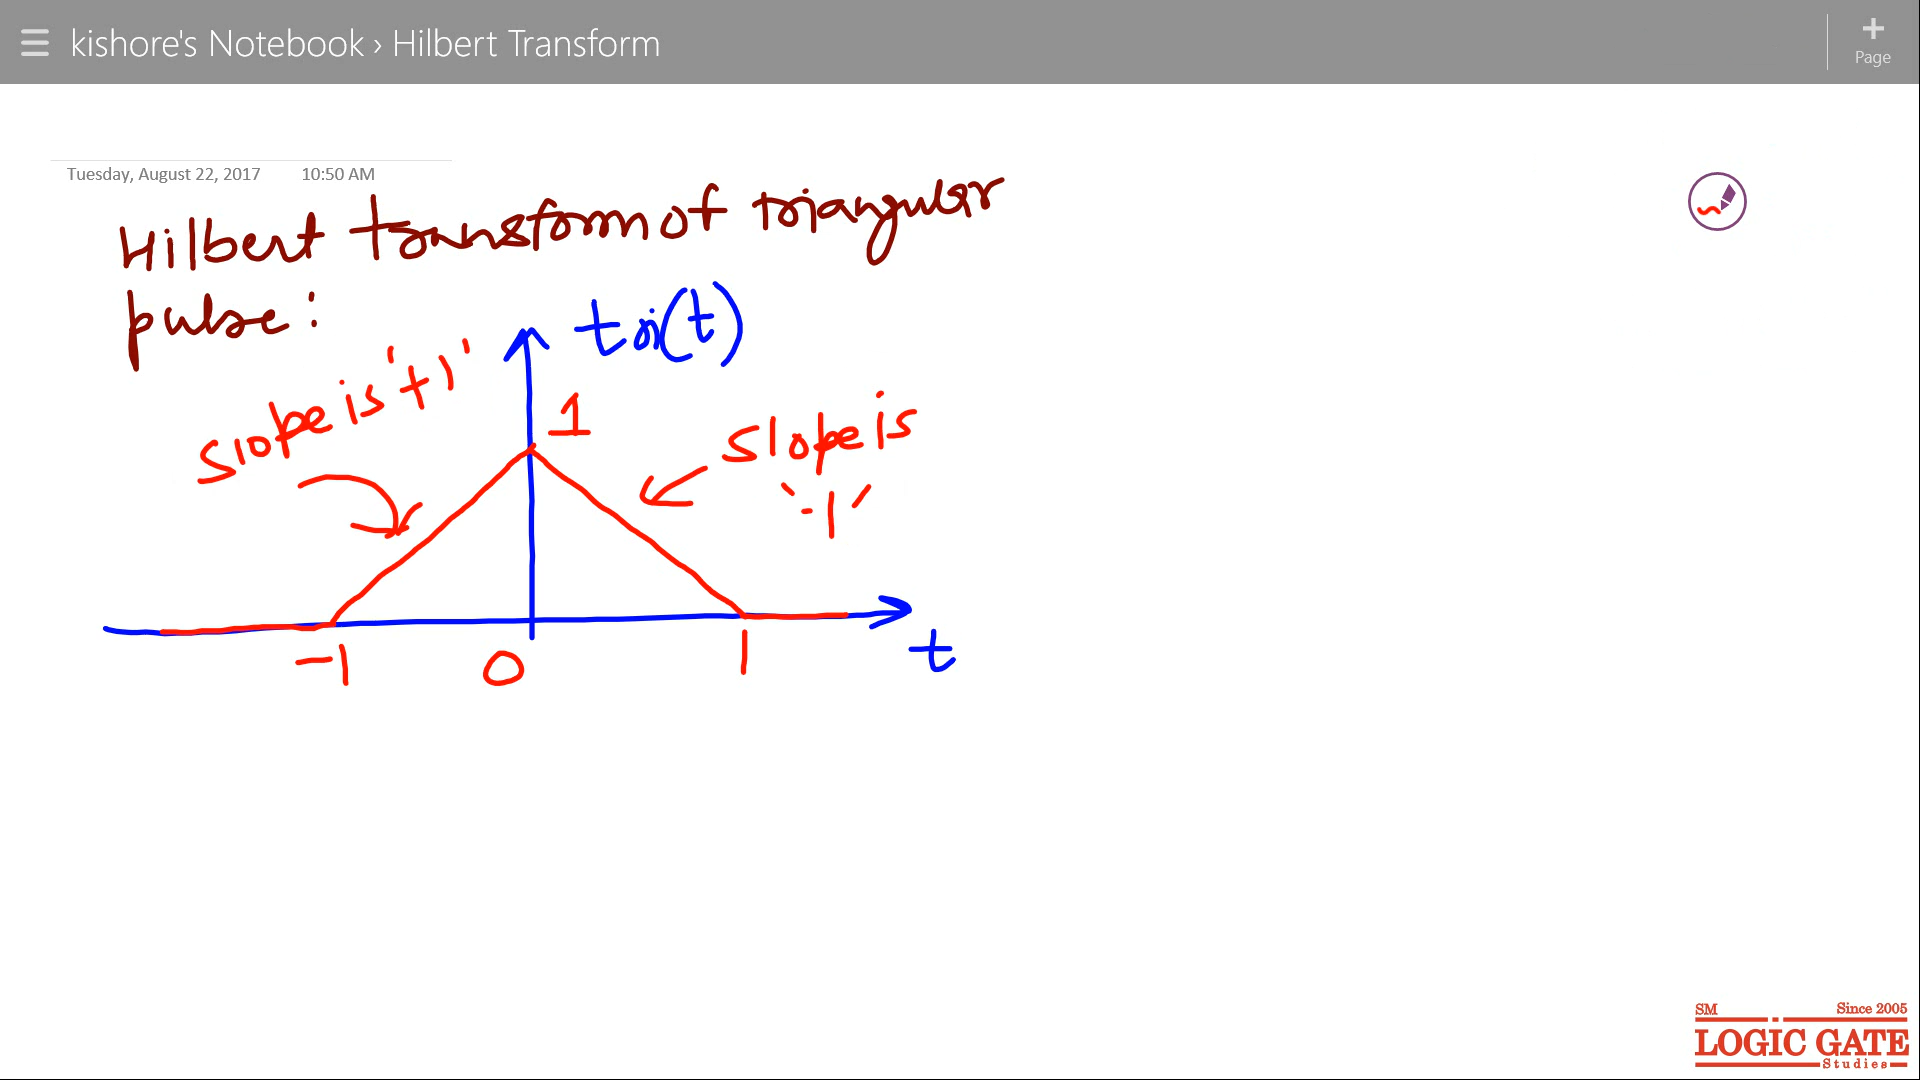 kishore's Notebook › Hilbert Transform
+
Page
Tuesday, August 22, 2017 10:50 AM
Hilbert transform of triangular
pulse:
tri(t)
slope is '+1'
1
slope is
'-1'
-1 0 1
t
SM Since 2005
LOGIC GATE
Studies